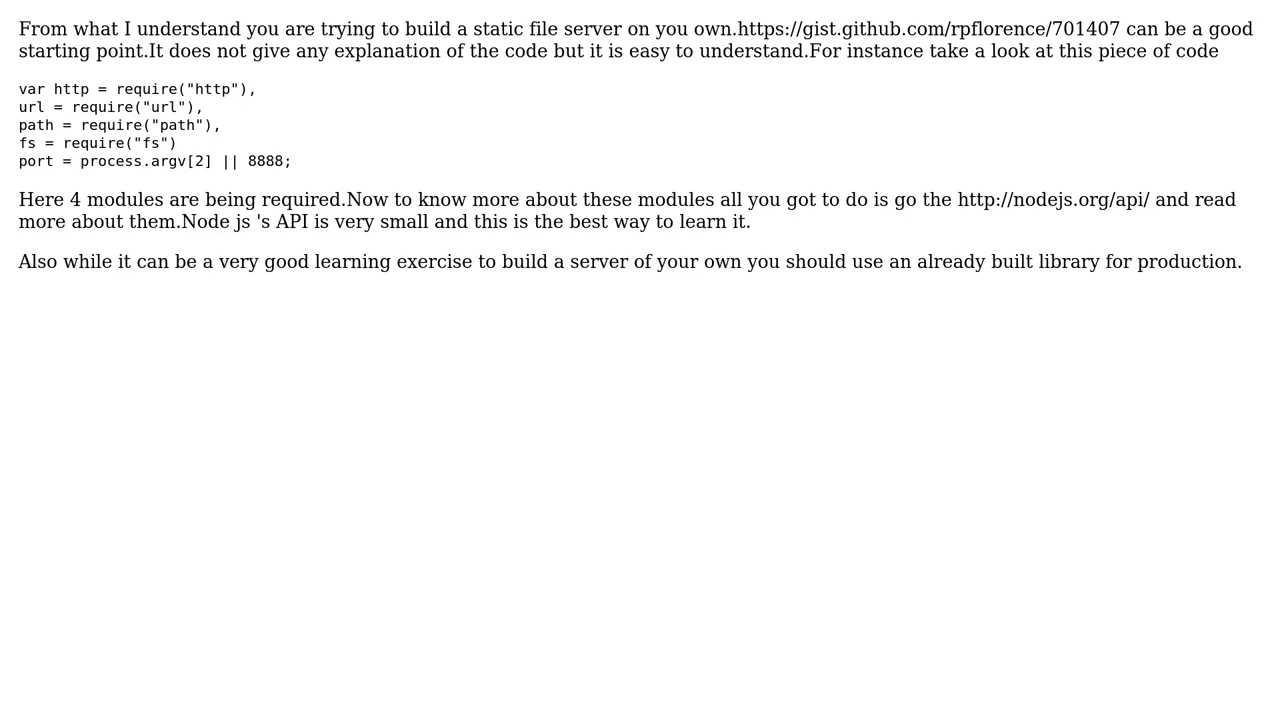 From what I understand you are trying to build a static file server on you own.https://gist.github.com/rpflorence/701407 can be a good
starting point.It does not give any explanation of the code but it is easy to understand.For instance take a look at this piece of code
var http = require("http"),
url = require("url"),
path = require("path"),
fs = require("fs")
port = process.argv[2] || 8888;
Here 4 modules are being required.Now to know more about these modules all you got to do is go the http://nodejs.org/api/ and read
more about them.Node js 's API is very small and this is the best way to learn it.
Also while it can be a very good learning exercise to build a server of your own you should use an already built library for production.